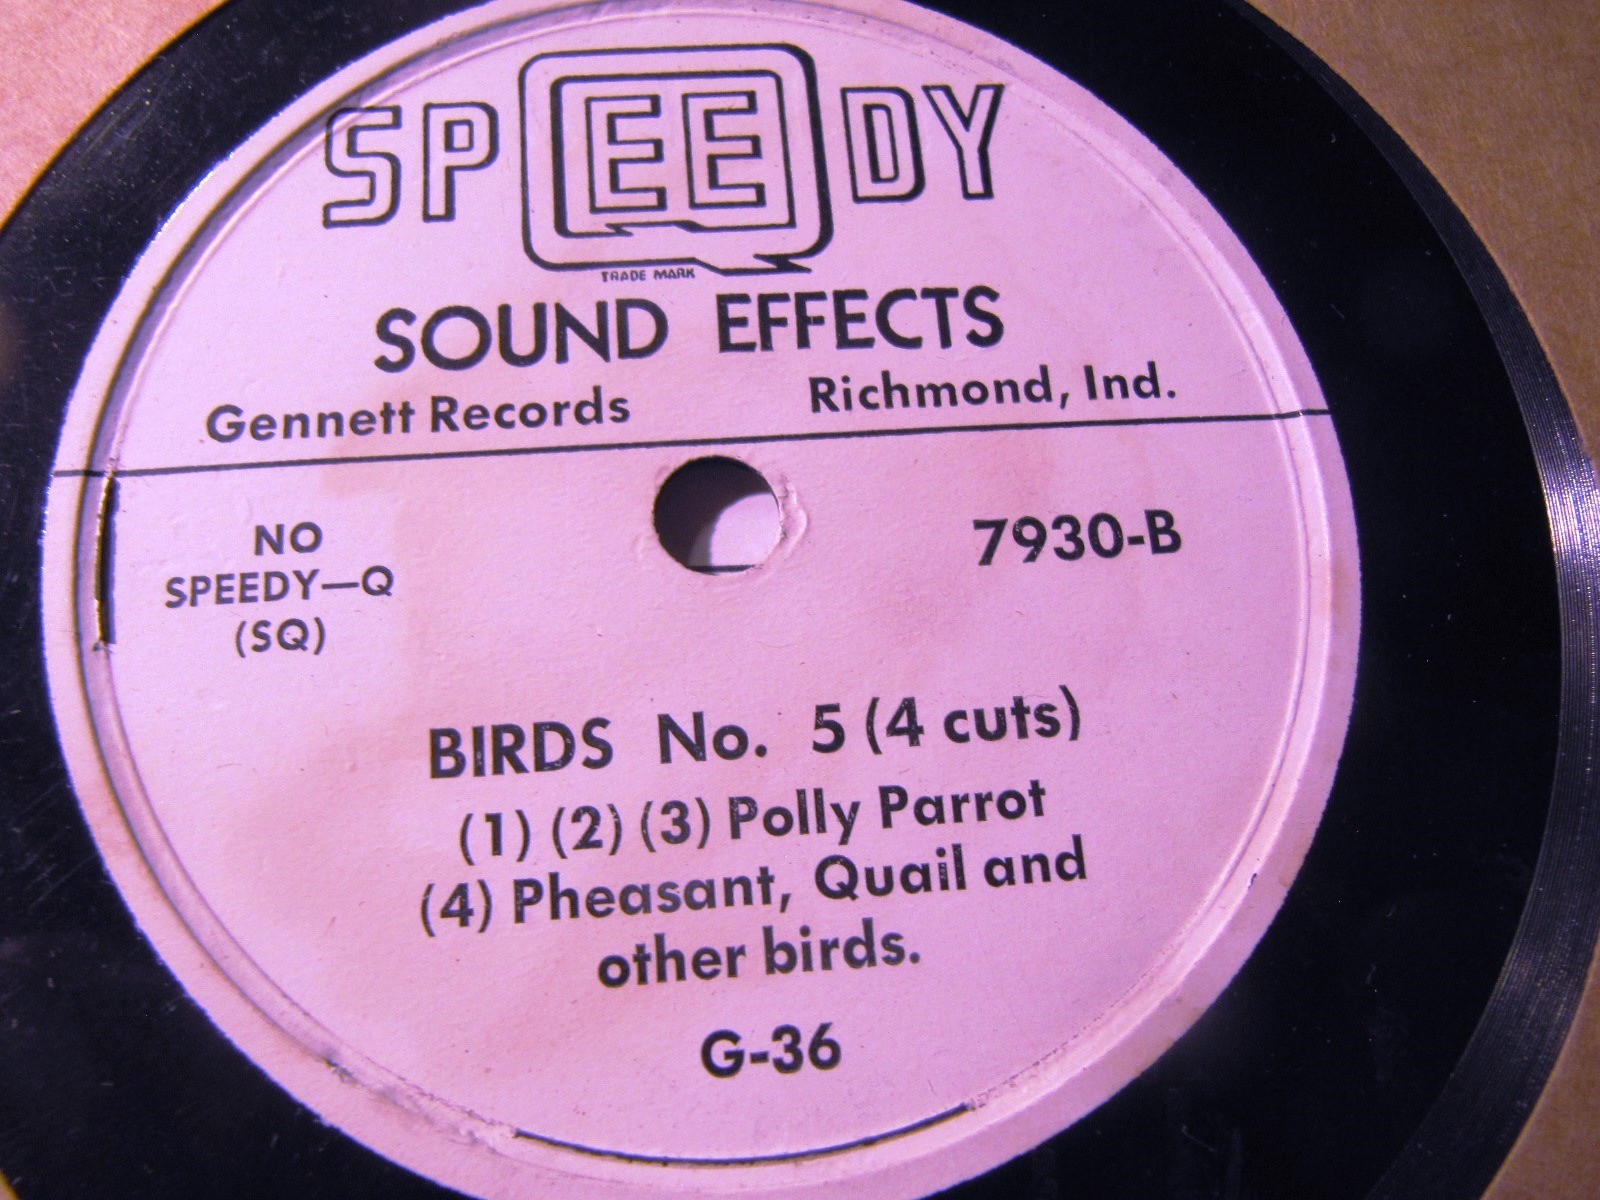 SPEEDY
TRADE MARK
SOUND EFFECTS
Gennett Records Richmond, Ind.
NO
SPEEDY—Q
(SQ)
7930-B
BIRDS No. 5 (4 cuts)
(1) (2) (3) Polly Parrot
(4) Pheasant, Quail and
other birds.
G-36